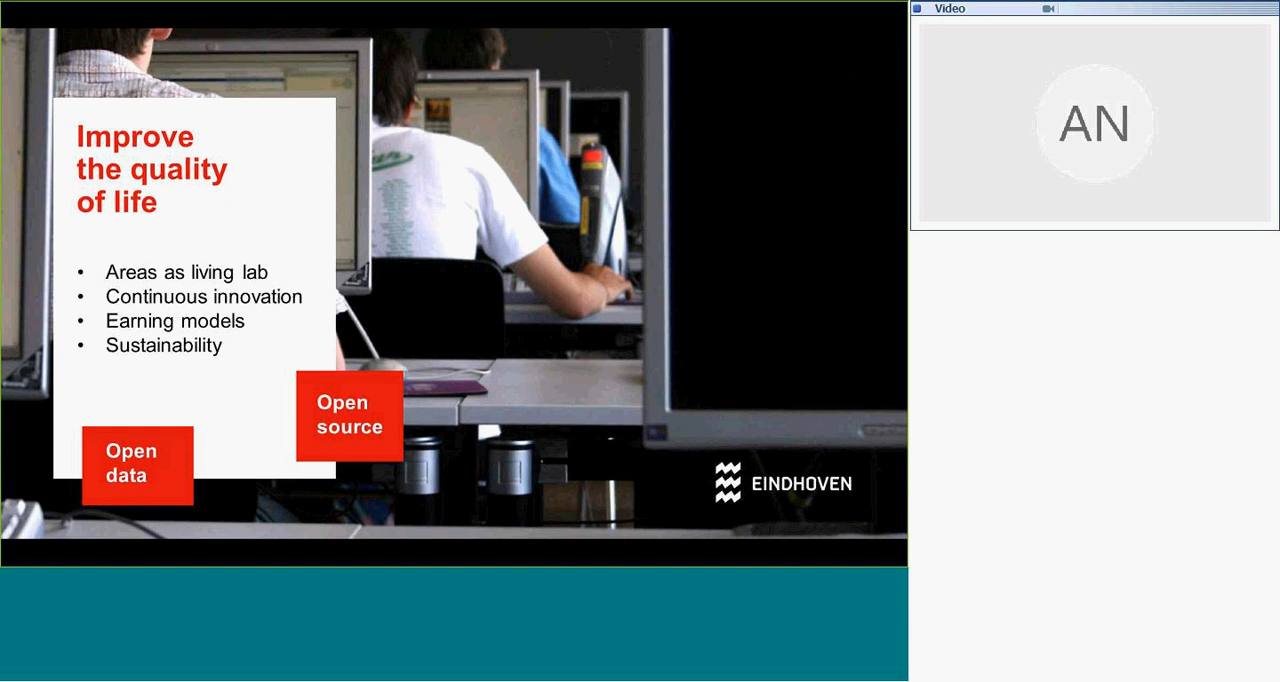 Improve
the quality
of life
• Areas as living lab
• Continuous innovation
• Earning models
• Sustainability
Open
source
Open
data
EINDHOVEN
Video
AN